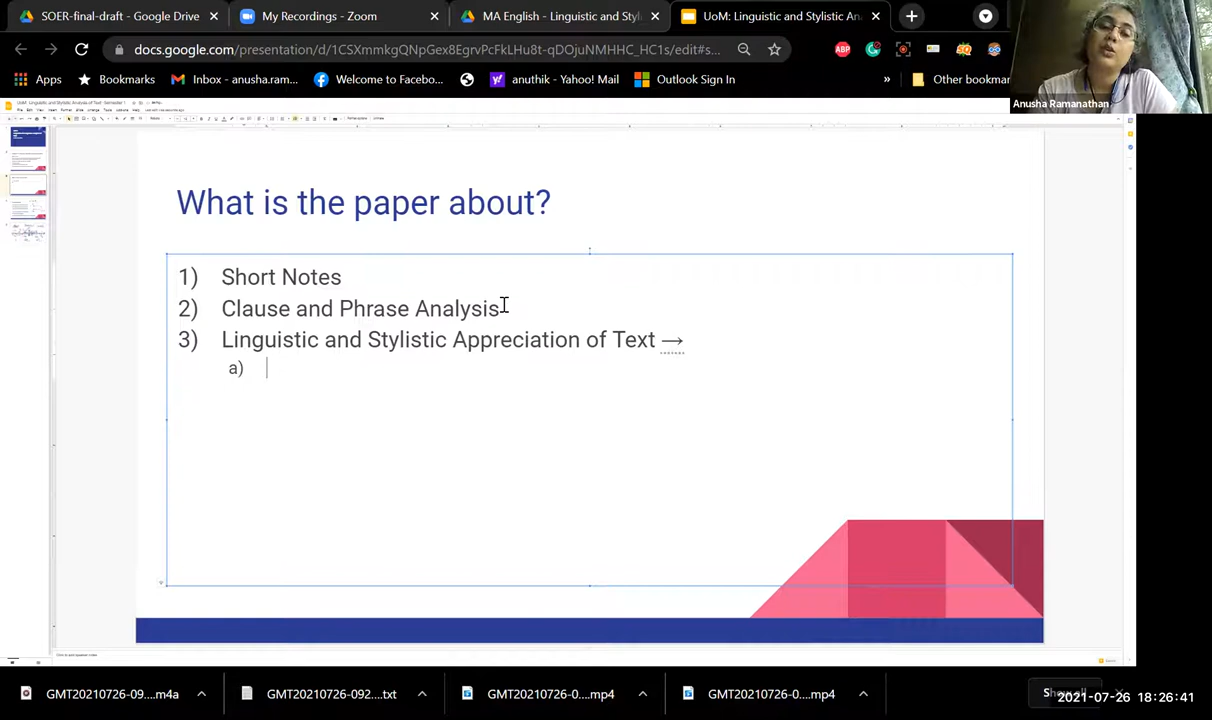 SOER-final-draft - Google Drive
My Recordings - Zoom
MA English - Linguistic and Styl
UoM: Linguistic and Stylistic An
docs.google.com/presentation/d/1CSXmmkgQNpGex8EgrvPcFkLHu8t-qDOjuNMHHC_HC1s/edit#s...
ABP
Apps
Bookmarks
Inbox - anusha.ram...
Welcome to Facebo...
anuthik - Yahoo! Mail
Outlook Sign In
»
Other bookmar
Anusha Ramanathan
What is the paper about?
1) Short Notes
2) Clause and Phrase Analysis
3) Linguistic and Stylistic Appreciation of Text →
a)
GMT20210726-09....m4a
GMT20210726-092....txt
GMT20210726-0....mp4
GMT20210726-0....mp4
2021-07-26 18:26:41